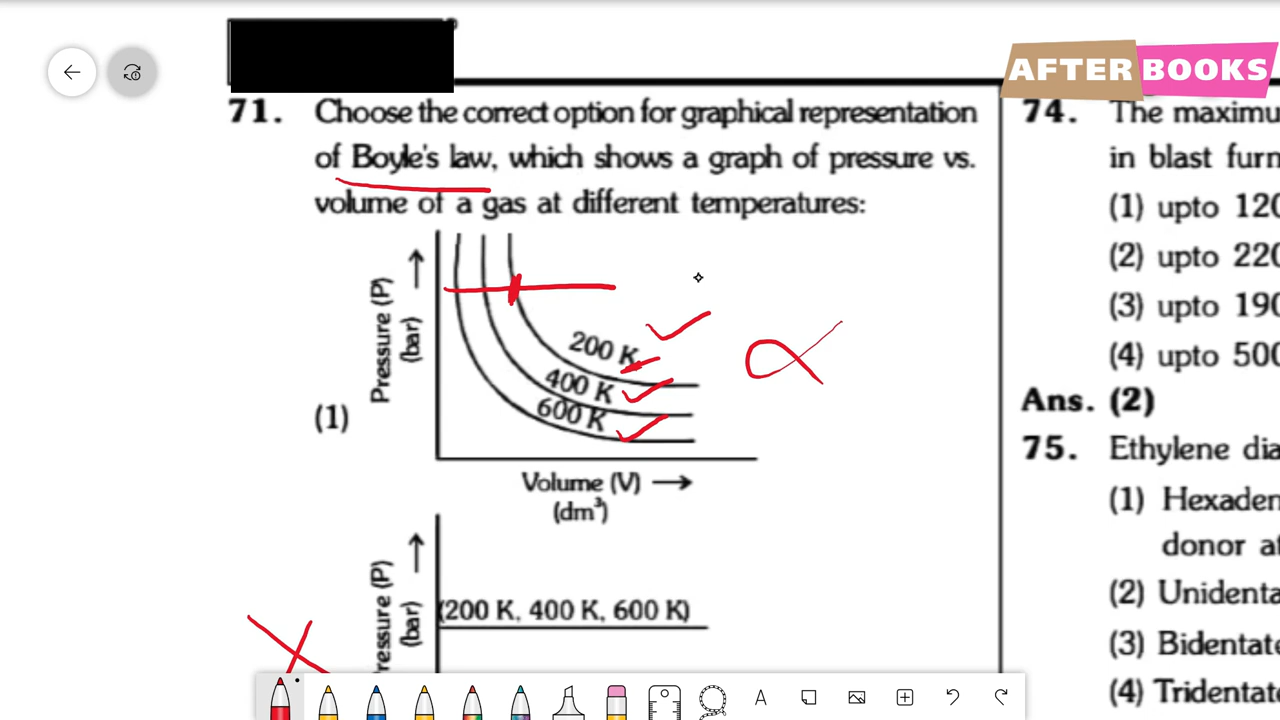 AFTER BOOKS
71. Choose the correct option for graphical representation
of Boyle's law, which shows a graph of pressure vs.
volume of a gas at different temperatures:
Pressure (P)
(bar)
200 K
400 K
600 K
(1)
Volume (V)
(dm³)
ressure (P)
(bar)
(200 K, 400 K, 600 K)
74. The maximu
in blast furn
(1) upto 120
(2) upto 220
(3) upto 190
(4) upto 500
Ans. (2)
75. Ethylene dia
(1) Hexaden
donor a
(2) Unidenta
(3) Bidentate
(4) Tridentat
A